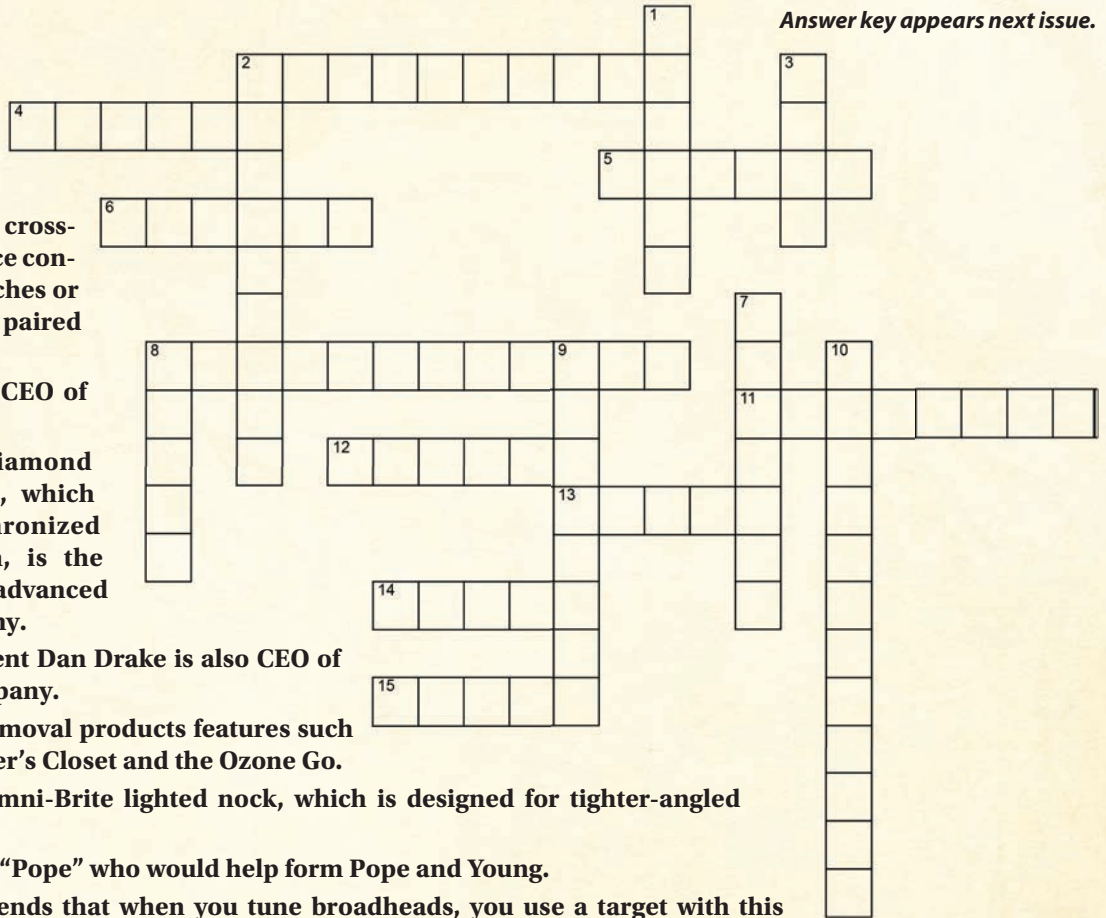 Answer key appears next issue.
1
2
3
4
5
6
cross-
7
ce con-
ches or
8
9
10
paired
CEO of
11
iamond
12
, which
13
hronized
, is the
14
advanced
ny.
ent Dan Drake is also CEO of
15
pany.
moval products features such
er’s Closet and the Ozone Go.
mni-Brite lighted nock, which is designed for tighter-angled
“Pope” who would help form Pope and Young.
ends that when you tune broadheads, you use a target with this